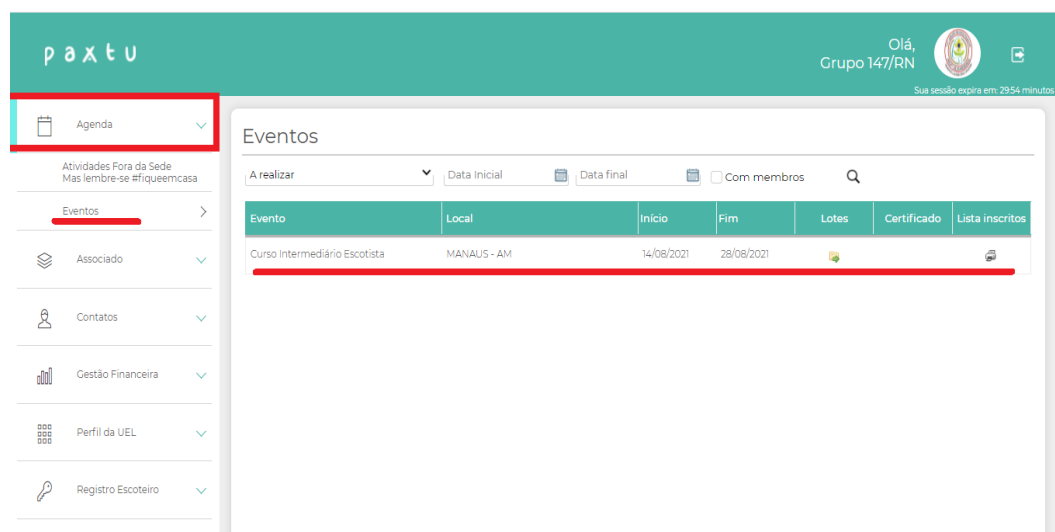 paxtu
Olá,
Grupo 147/RN
Sua sessão expira em: 29:54 minutos
Agenda
Atividades Fora da Sede
Mas lembre-se #fiqueemcasa
Eventos
Associado
Contatos
Gestão Financeira
Perfil da UEL
Registro Escoteiro
Eventos
A realizar Data Inicial Data final Com membros
Evento Local Início Fim Lotes Certificado Lista inscritos
Curso Intermediário Escotista MANAUS - AM 14/08/2021 28/08/2021